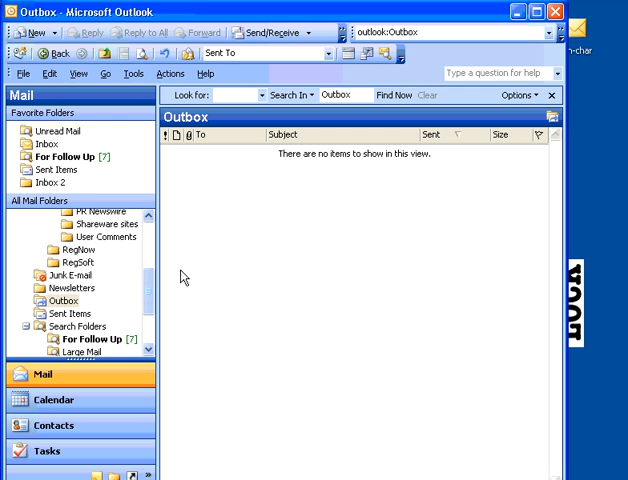 Outbox - Microsoft Outlook
New Reply Reply to All Forward Send/Receive outlook:Outbox
Back Sent To
File Edit View Go Tools Actions Help Type a question for help
Mail Look for: Search In Outbox Find Now Clear Options
Favorite Folders
Outbox
Unread Mail
! To Subject Sent Size
Inbox
There are no items to show in this view.
For Follow Up [7]
Sent Items
Inbox 2
All Mail Folders
PR Newswire
Shareware sites
User Comments
RegNow
RegSoft
Junk E-mail
Newsletters
Outbox
Sent Items
Search Folders
For Follow Up [7]
Large Mail
Mail
Calendar
Contacts
Tasks